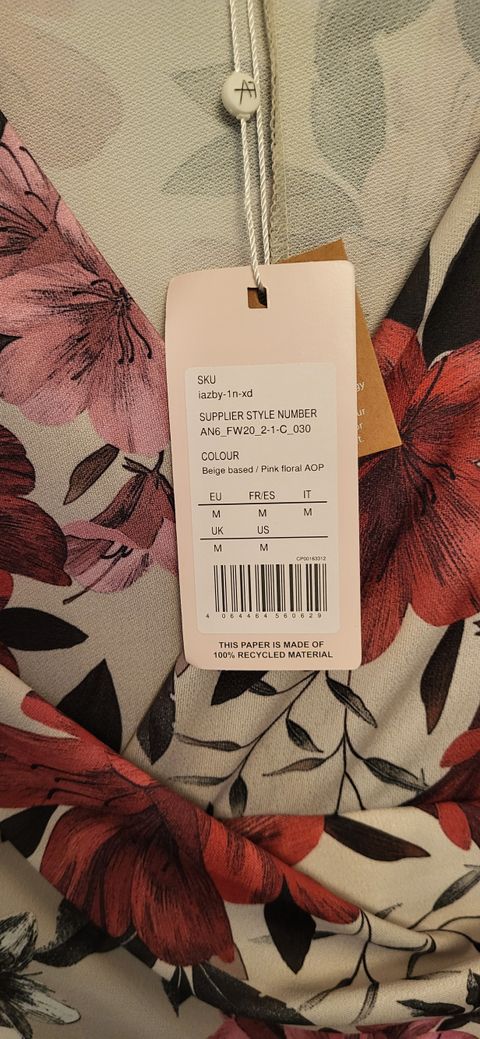 SKU
iazby-1n-xd
SUPPLIER STYLE NUMBER
AN6_FW20_2-1-C_030
COLOUR
Beige based / Pink floral AOP
EU FR/ES IT
M M M
UK US
M M
CP00163312
4 064464 560629
THIS PAPER IS MADE OF
100% RECYCLED MATERIAL